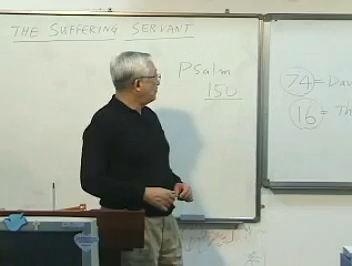 THE SUFFERING SERVANT
Psalm
150
74 = Dav
16 = Th